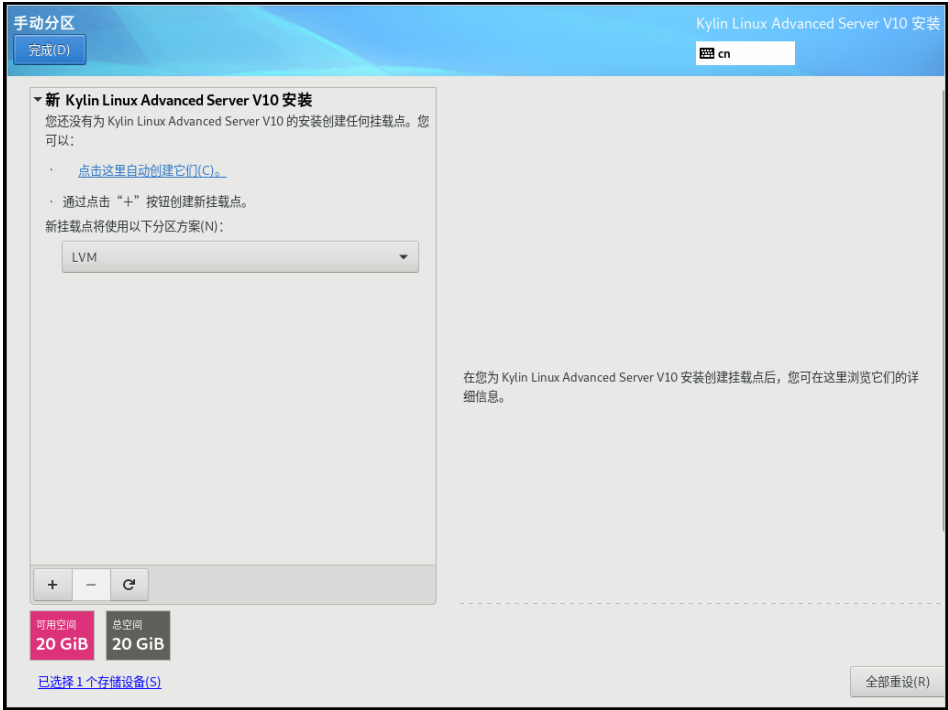 手动分区
Kylin Linux Advanced Server V10 安装
完成(D)
cn
新 Kylin Linux Advanced Server V10 安装
您还没有为 Kylin Linux Advanced Server V10 的安装创建任何挂载点。您
可以：
· 点击这里自动创建它们(C)。
· 通过点击“＋”按钮创建新挂载点。
新挂载点将使用以下分区方案(N)：
LVM
在您为 Kylin Linux Advanced Server V10 安装创建挂载点后，您可在这里浏览它们的详
细信息。
+ −
可用空间
20 GiB
总空间
20 GiB
已选择 1 个存储设备(S)
全部重设(R)